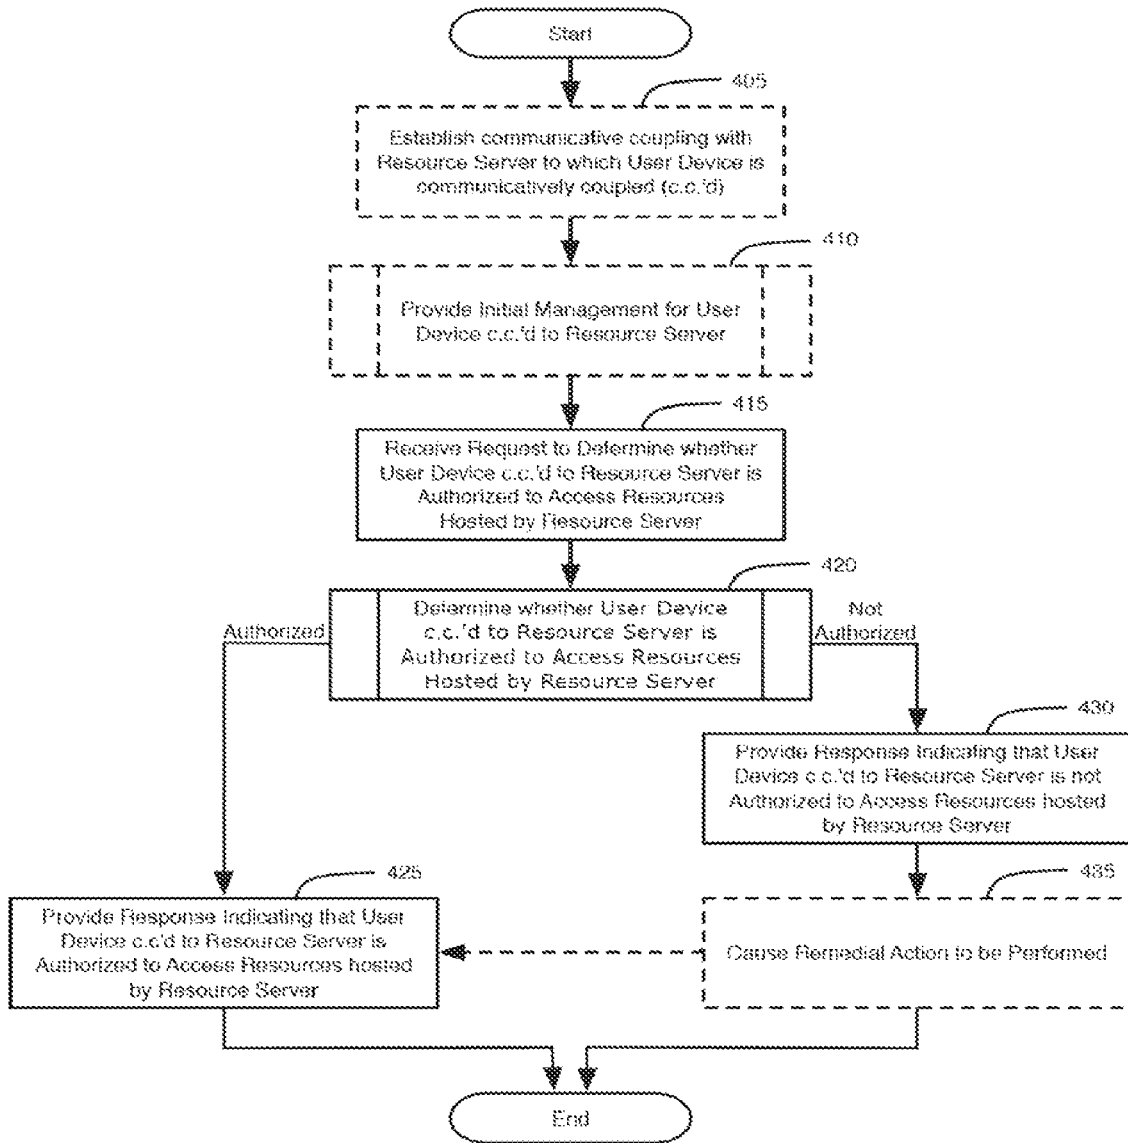 Start
405
Establish communicative coupling with
Resource Server to which User Device is
communicatively coupled (c.c.'d)
410
Provide Initial Management for User
Device c.c.'d to Resource Server
415
Receive Request to Determine whether
User Device c.c.'d to Resource Server is
Authorized to Access Resources
Hosted by Resource Server
420
Determine whether User Device
c.c.'d to Resource Server is
Authorized to Access Resources
Hosted by Resource Server
Authorized
Not
Authorized
430
Provide Response Indicating that User
Device c.c.'d to Resource Server is not
Authorized to Access Resources hosted
by Resource Server
425
Provide Response Indicating that User
Device c.c'd to Resource Server is
Authorized to Access Resources hosted
by Resource Server
435
Cause Remedial Action to be Performed
End